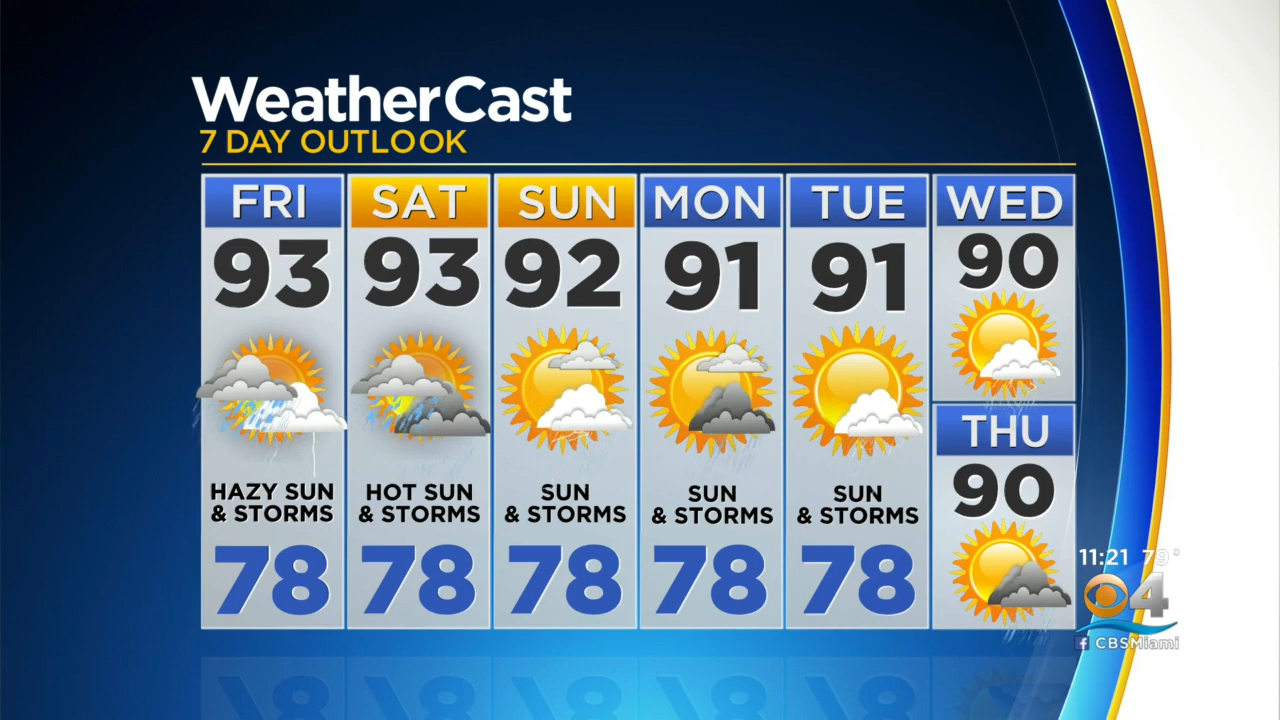 WeatherCast
7 DAY OUTLOOK
FRI
93
HAZY SUN
& STORMS
78
SAT
93
HOT SUN
& STORMS
78
SUN
92
SUN
& STORMS
78
MON
91
SUN
& STORMS
78
TUE
91
SUN
& STORMS
78
WED
90
THU
90
11:21 79°
4
f CBSMiami